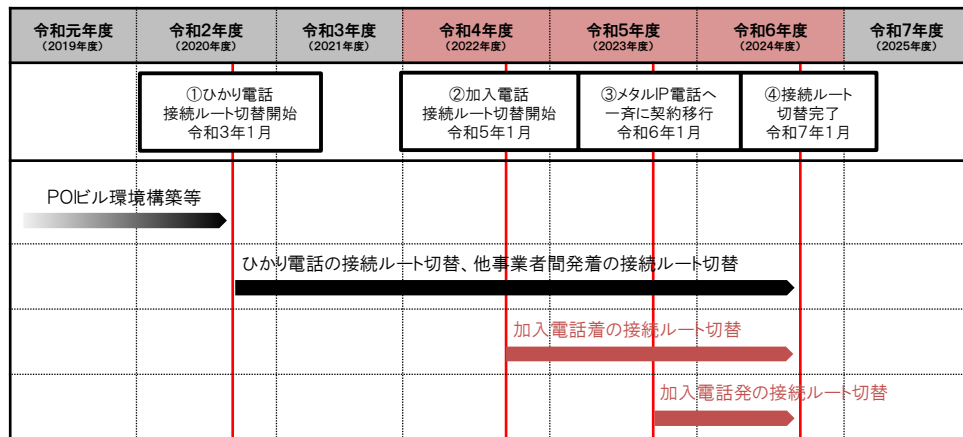 令和元年度 令和2年度 令和3年度 令和4年度 令和5年度 令和6年度 令和7年度
(2019年度) (2020年度) (2021年度) (2022年度) (2023年度) (2024年度) (2025年度)
①ひかり電話
接続ルート切替開始
令和3年1月
②加入電話
接続ルート切替開始
令和5年1月
③メタルIP電話へ
一斉に契約移行
令和6年1月
④接続ルート
切替完了
令和7年1月
POIビル環境構築等
ひかり電話の接続ルート切替、他事業者間発着の接続ルート切替
加入電話着の接続ルート切替
加入電話発の接続ルート切替